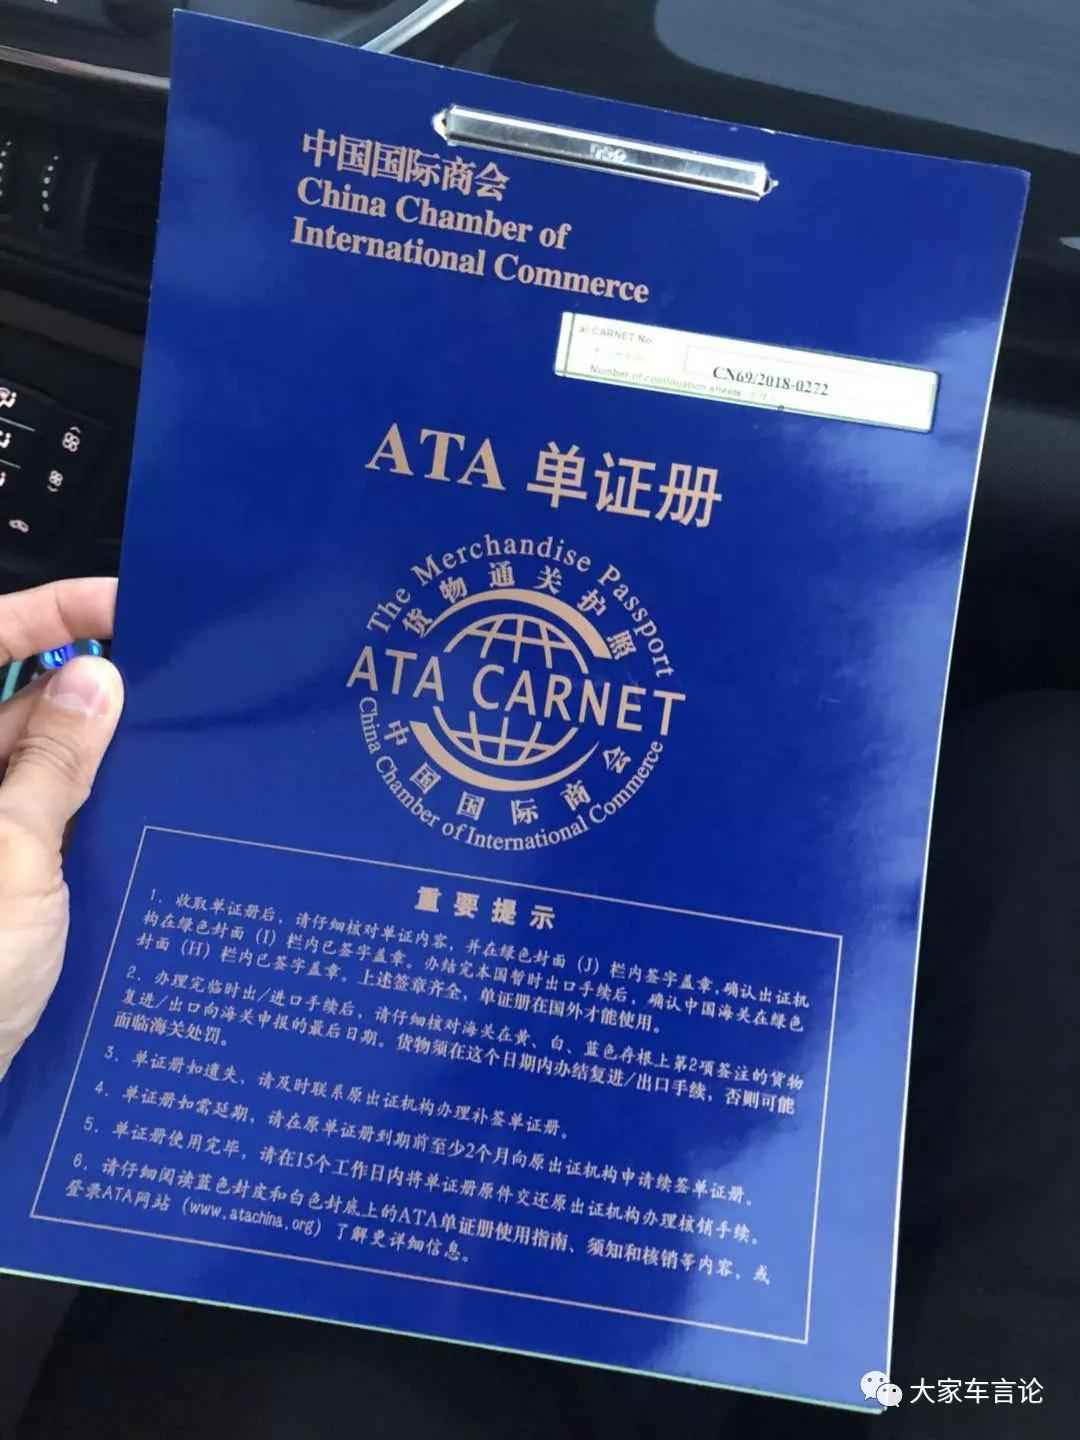 中国国际商会
China Chamber of
International Commerce
a) CARNET No.
CN69/2018-0272
Number of continuation sheets
ATA 单证册
The Merchandise Passport
货物通关护照
ATA CARNET
中国国际商会
China Chamber of International Commerce
重要提示
1. 收取单证册后，请仔细核对单证内容，并在绿色封面（J）栏内签字盖章，确认出证机
构在绿色封面（I）栏内已签字盖章。办结完本国暂时出口手续后，确认中国海关在绿色
封面（H）栏内已签字盖章。上述签章齐全，单证册在国外才能使用。
2. 办理完临时出/进口手续后，请仔细核对海关在黄、白、蓝色存根上第2项签注的货物
复进/出口向海关申报的最后日期。货物须在这个日期内办结复进/出口手续，否则可能
面临海关处罚。
3. 单证册如遗失，请及时联系原出证机构办理补签单证册。
4. 单证册如需延期，请在原单证册到期前至少2个月向原出证机构申请续签单证册。
5. 单证册使用完毕，请在15个工作日内将单证册原件交还原出证机构办理核销手续。
6. 请仔细阅读蓝色封皮和白色封底上的ATA单证册使用指南、须知和核销等内容，或
登录ATA网站（www.atachina.org）了解更详细信息。
大家车言论